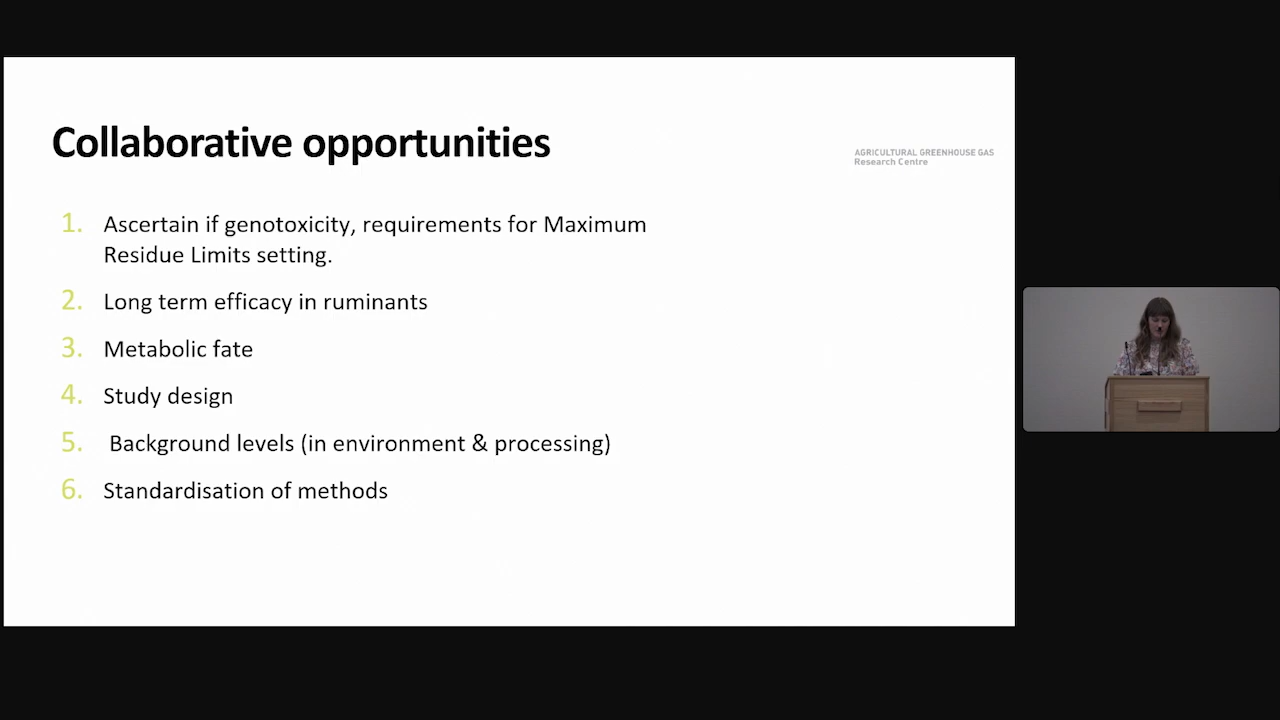 Collaborative opportunities
AGRICULTURAL GREENHOUSE GAS
Research Centre
1. Ascertain if genotoxicity, requirements for Maximum
Residue Limits setting.
2. Long term efficacy in ruminants
3. Metabolic fate
4. Study design
5. Background levels (in environment & processing)
6. Standardisation of methods